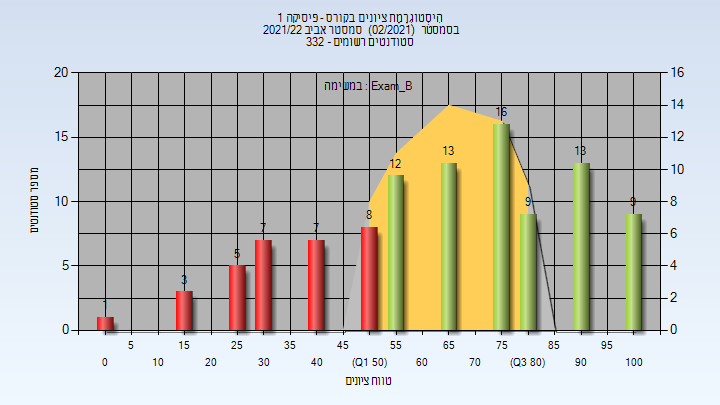 היסטוגרמת ציונים בקורס - פיסיקה 1
בסמסטר (02/2021) סמסטר אביב 2021/22
סטודנטים רשומים - 332
במשימה : Exam_B
מספר סטודנטים
20 15 10 5 0
16 14 12 10 8 6 4 2 0
1 3 5 7 7 8 12 13 16 9 13 9
5 15 25 35 45 55 65 75 85 95
0 10 20 30 40 (Q1 50) 60 70 (Q3 80) 90 100
טווח ציונים